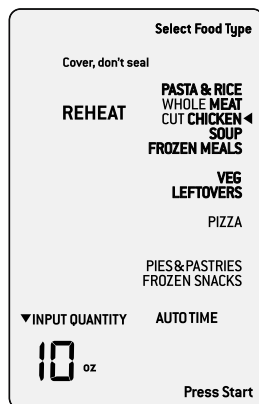 Select Food Type
Cover, don't seal
REHEAT
PASTA & RICE
WHOLE MEAT
CUT CHICKEN◄
SOUP
FROZEN MEALS
VEG
LEFTOVERS
PIZZA
PIES & PASTRIES
FROZEN SNACKS
▼INPUT QUANTITY AUTO TIME
10 oz
Press Start